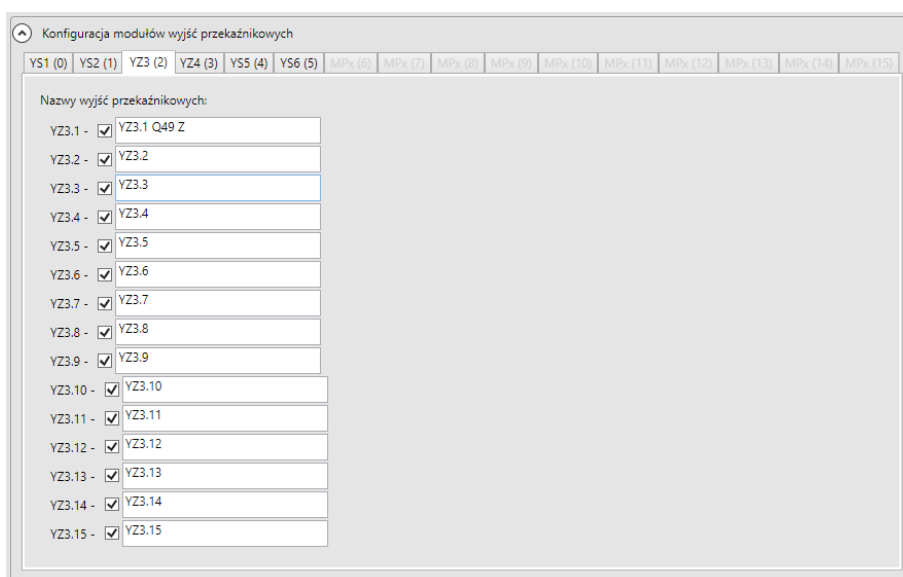 Konfiguracja modułów wyjść przekaźnikowych
YS1 (0) YS2 (1) YZ3 (2) YZ4 (3) YS5 (4) YS6 (5) MPx (6) MPx (7) MPx (8) MPx (9) MPx (10) MPx (11) MPx (12) MPx (13) MPx (14) MPx (15)
Nazwy wyjść przekaźnikowych:
YZ3.1 - YZ3.1 Q49 Z
YZ3.2 - YZ3.2
YZ3.3 - YZ3.3
YZ3.4 - YZ3.4
YZ3.5 - YZ3.5
YZ3.6 - YZ3.6
YZ3.7 - YZ3.7
YZ3.8 - YZ3.8
YZ3.9 - YZ3.9
YZ3.10 - YZ3.10
YZ3.11 - YZ3.11
YZ3.12 - YZ3.12
YZ3.13 - YZ3.13
YZ3.14 - YZ3.14
YZ3.15 - YZ3.15